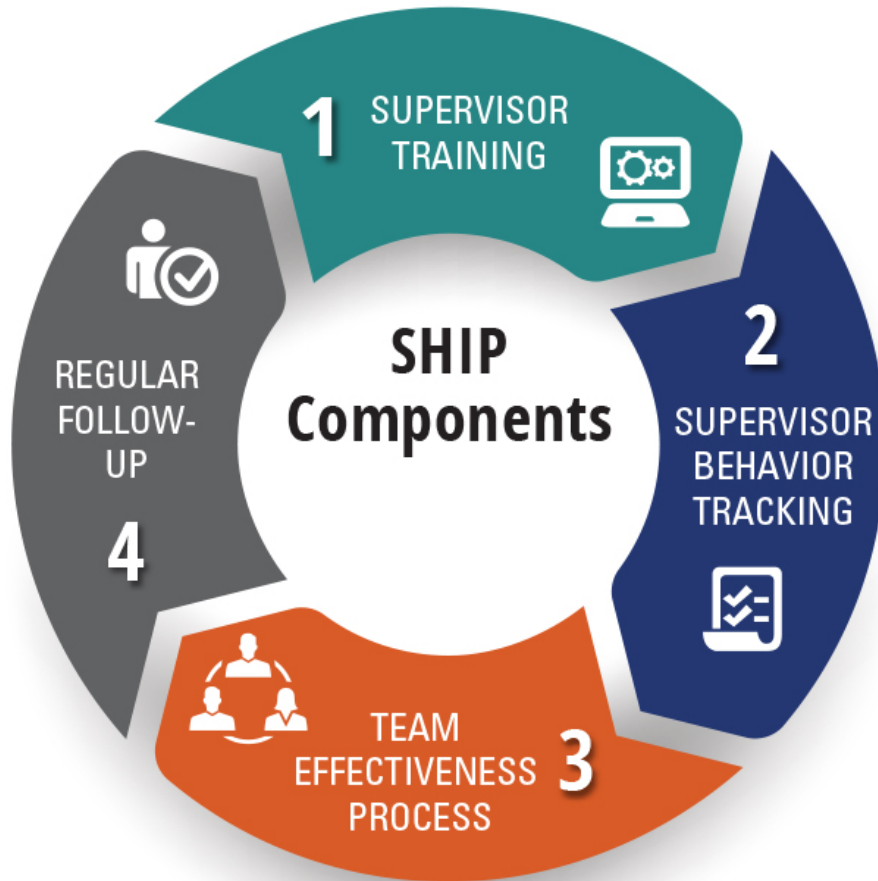 SHIP
Components
1
SUPERVISOR
TRAINING
2
SUPERVISOR
BEHAVIOR
TRACKING
TEAM
EFFECTIVENESS
PROCESS
3
REGULAR
FOLLOW-
UP
4